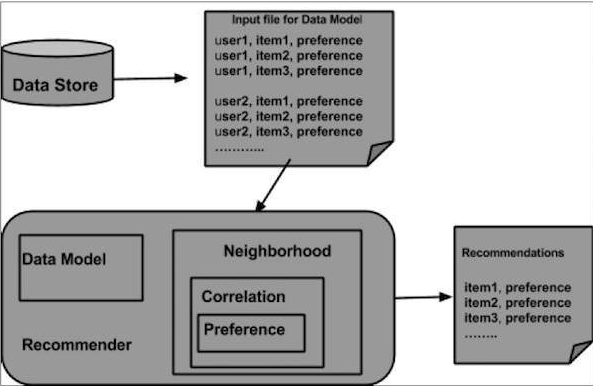 Input file for Data Model
user1, item1, preference
user1, item2, preference
user1, item3, preference
user2, item1, preference
user2, item2, preference
user2, item3, preference
............
Data Store
Data Model
Neighborhood
Correlation
Preference
Recommender
Recommendations
item1, preference
item2, preference
item3, preference
........